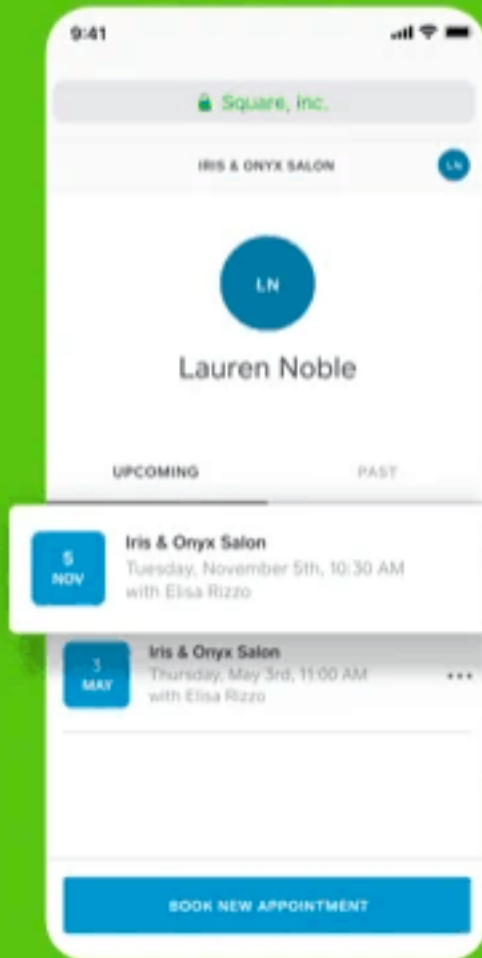 9:41
Square, Inc.
IRIS & ONYX SALON
LN
LN
Lauren Noble
UPCOMING
PAST
5
NOV
Iris & Onyx Salon
Tuesday, November 5th, 10:30 AM
with Elisa Rizzo
3
MAY
Iris & Onyx Salon
Thursday, May 3rd, 11:00 AM
with Elisa Rizzo
BOOK NEW APPOINTMENT